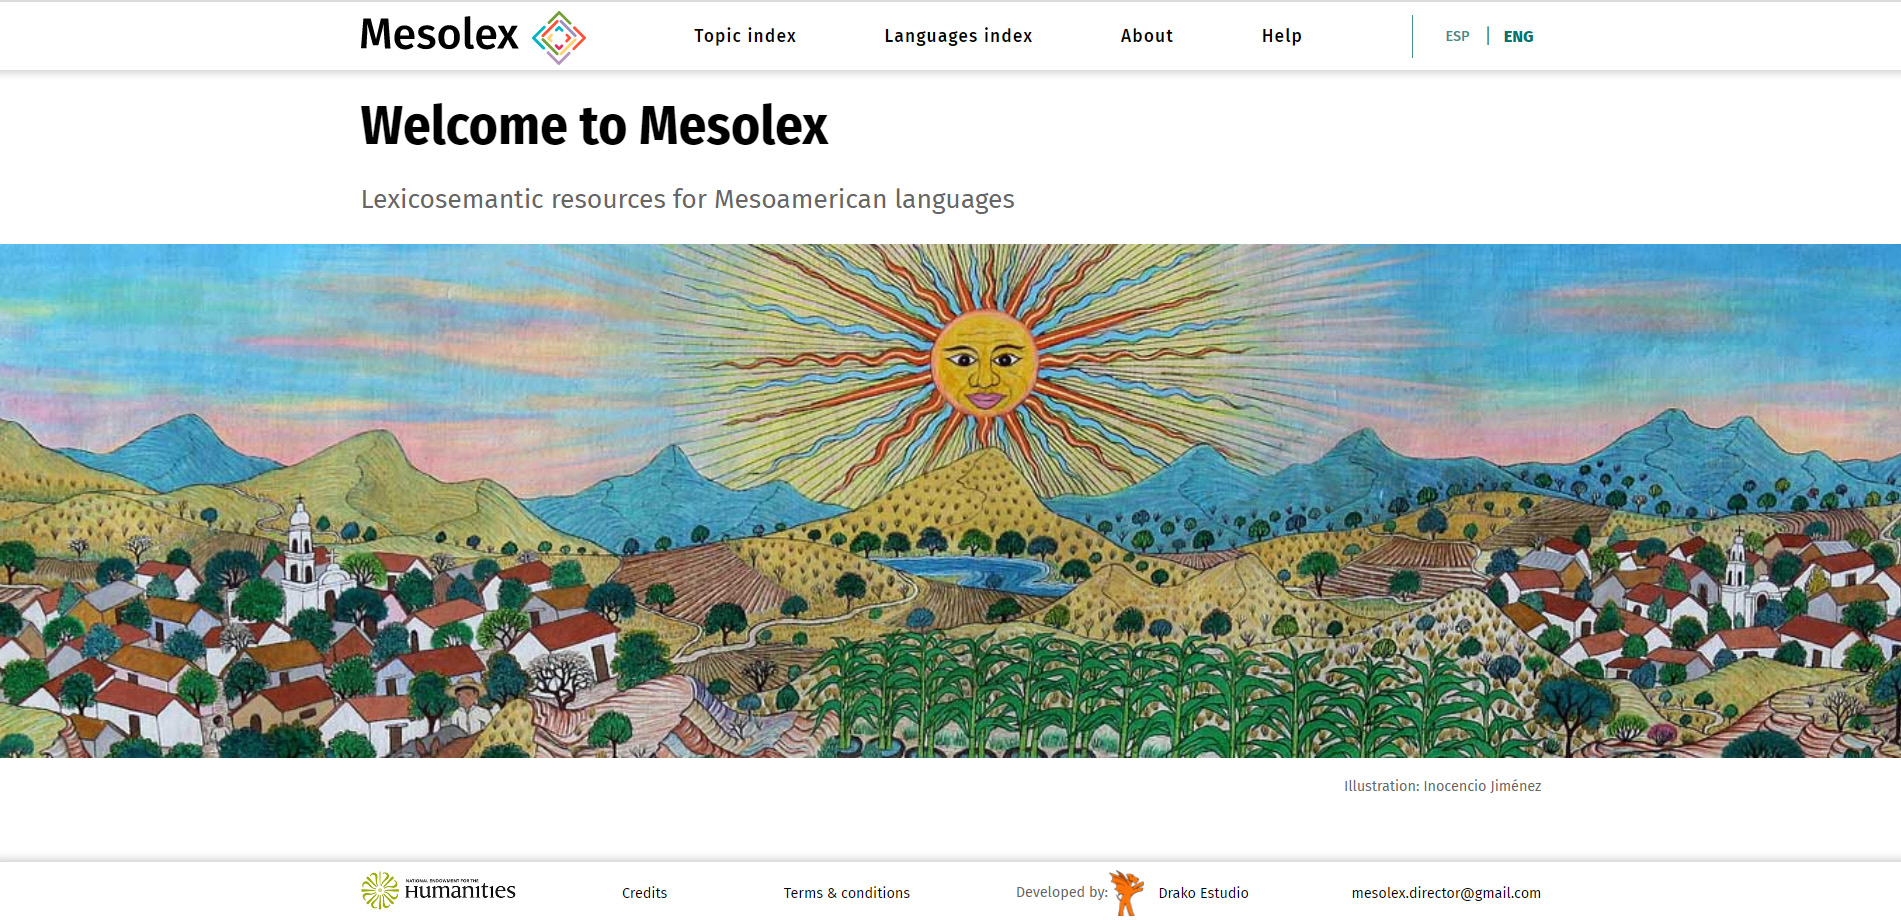 Mesolex
Topic index
Languages index
About
Help
ESP | ENG
Welcome to Mesolex
Lexicosemantic resources for Mesoamerican languages
Illustration: Inocencio Jiménez
NATIONAL ENDOWMENT FOR THE
Humanities
Credits
Terms & conditions
Developed by:
Drako Estudio
mesolex.director@gmail.com